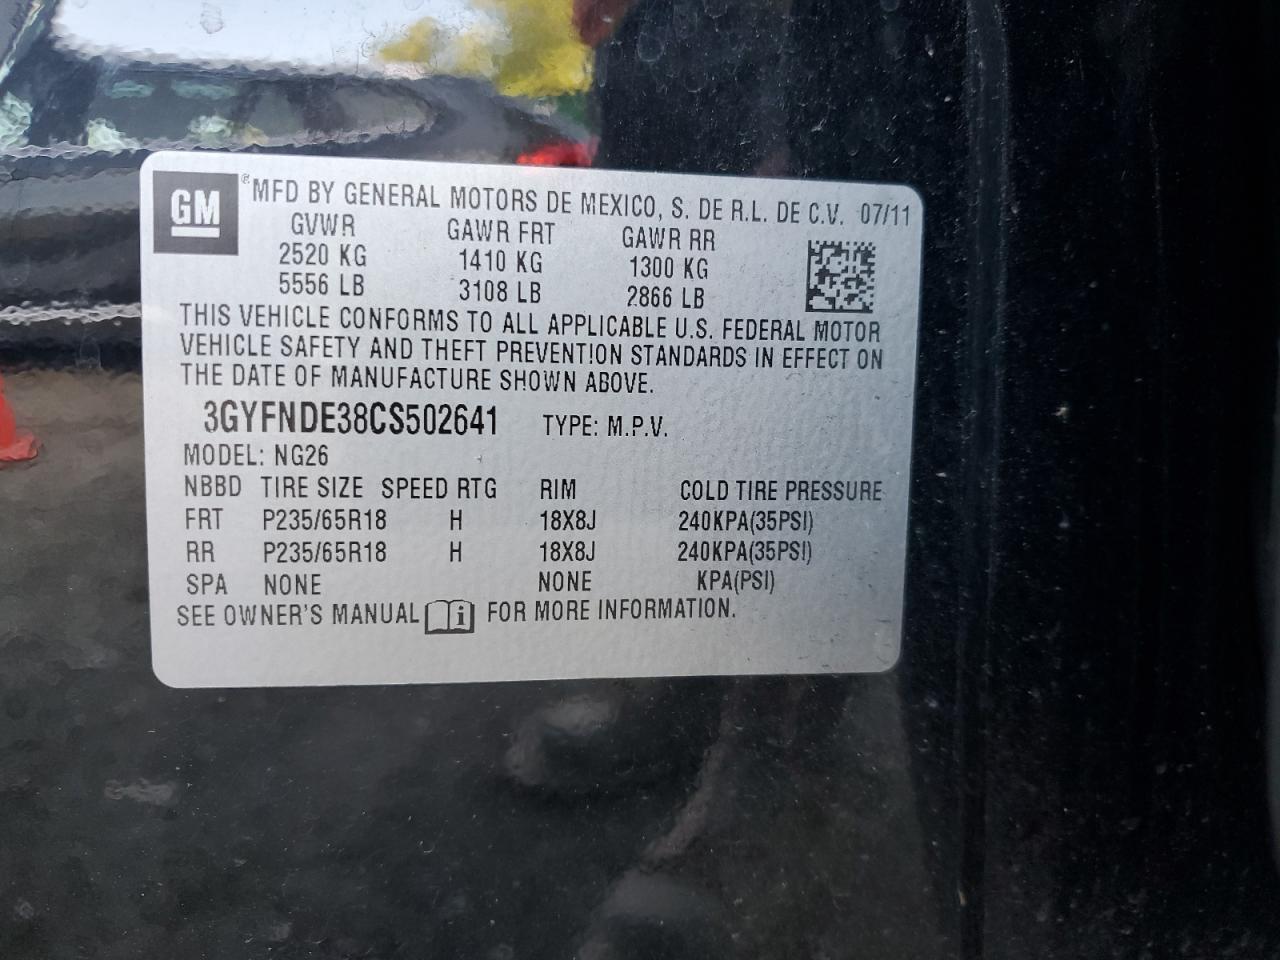 GM ® MFD BY GENERAL MOTORS DE MEXICO, S. DE R.L. DE C.V. 07/11
GVWR GAWR FRT GAWR RR
2520 KG 1410 KG 1300 KG
5556 LB 3108 LB 2866 LB
THIS VEHICLE CONFORMS TO ALL APPLICABLE U.S. FEDERAL MOTOR
VEHICLE SAFETY AND THEFT PREVENTION STANDARDS IN EFFECT ON
THE DATE OF MANUFACTURE SHOWN ABOVE.
3GYFNDE38CS502641 TYPE: M.P.V.
MODEL: NG26
NBBD TIRE SIZE SPEED RTG RIM COLD TIRE PRESSURE
FRT P235/65R18 H 18X8J 240KPA(35PSI)
RR P235/65R18 H 18X8J 240KPA(35PSI)
SPA NONE NONE KPA(PSI)
SEE OWNER'S MANUAL i FOR MORE INFORMATION.